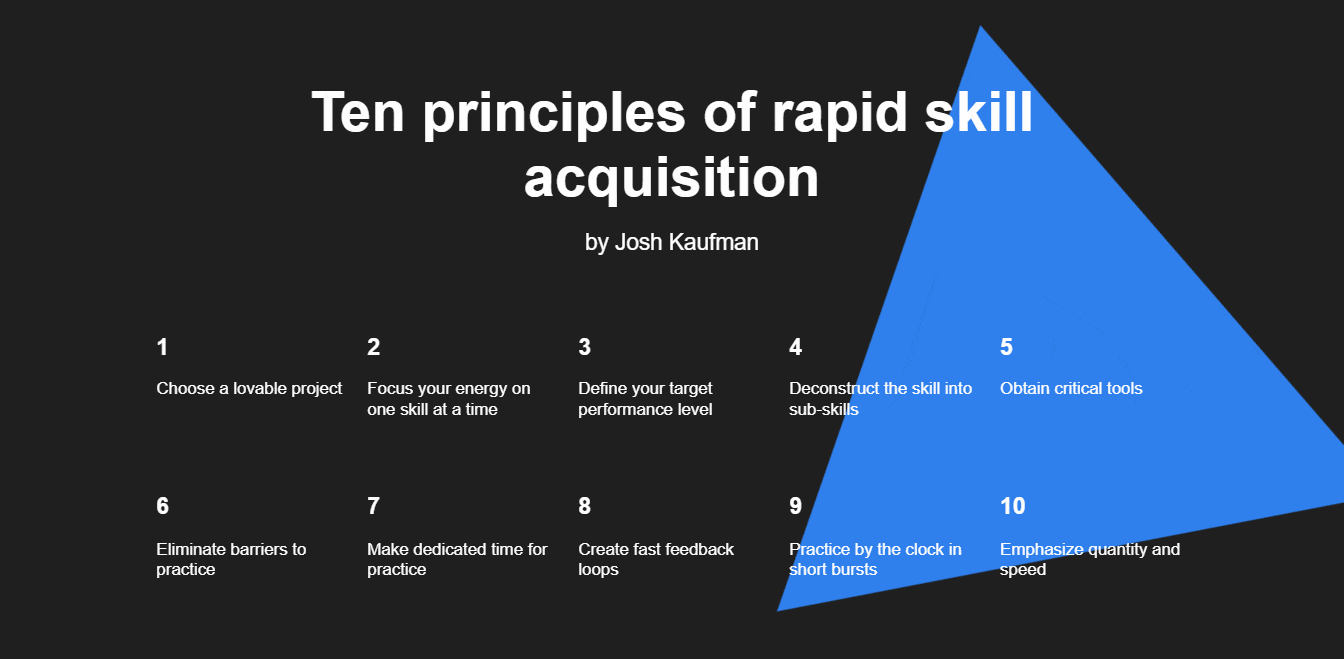 Ten principles of rapid skill
acquisition
by Josh Kaufman
1
Choose a lovable project
2
Focus your energy on
one skill at a time
3
Define your target
performance level
4
Deconstruct the skill into
sub-skills
5
Obtain critical tools
6
Eliminate barriers to
practice
7
Make dedicated time for
practice
8
Create fast feedback
loops
9
Practice by the clock in
short bursts
10
Emphasize quantity and
speed